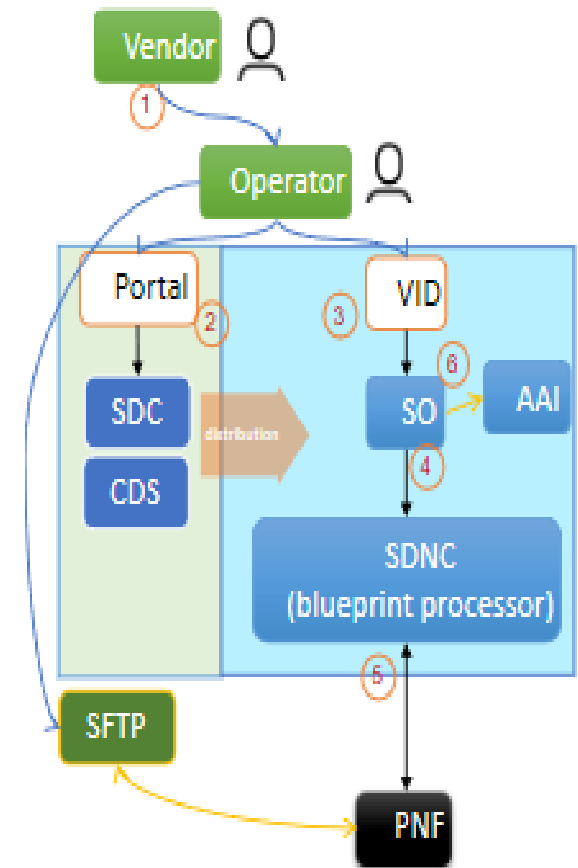 Vendor
1
Operator
Portal
2
3
VID
6
SDC
distribution
SO
AAI
CDS
4
SDNC
(blueprint processor)
5
SFTP
PNF